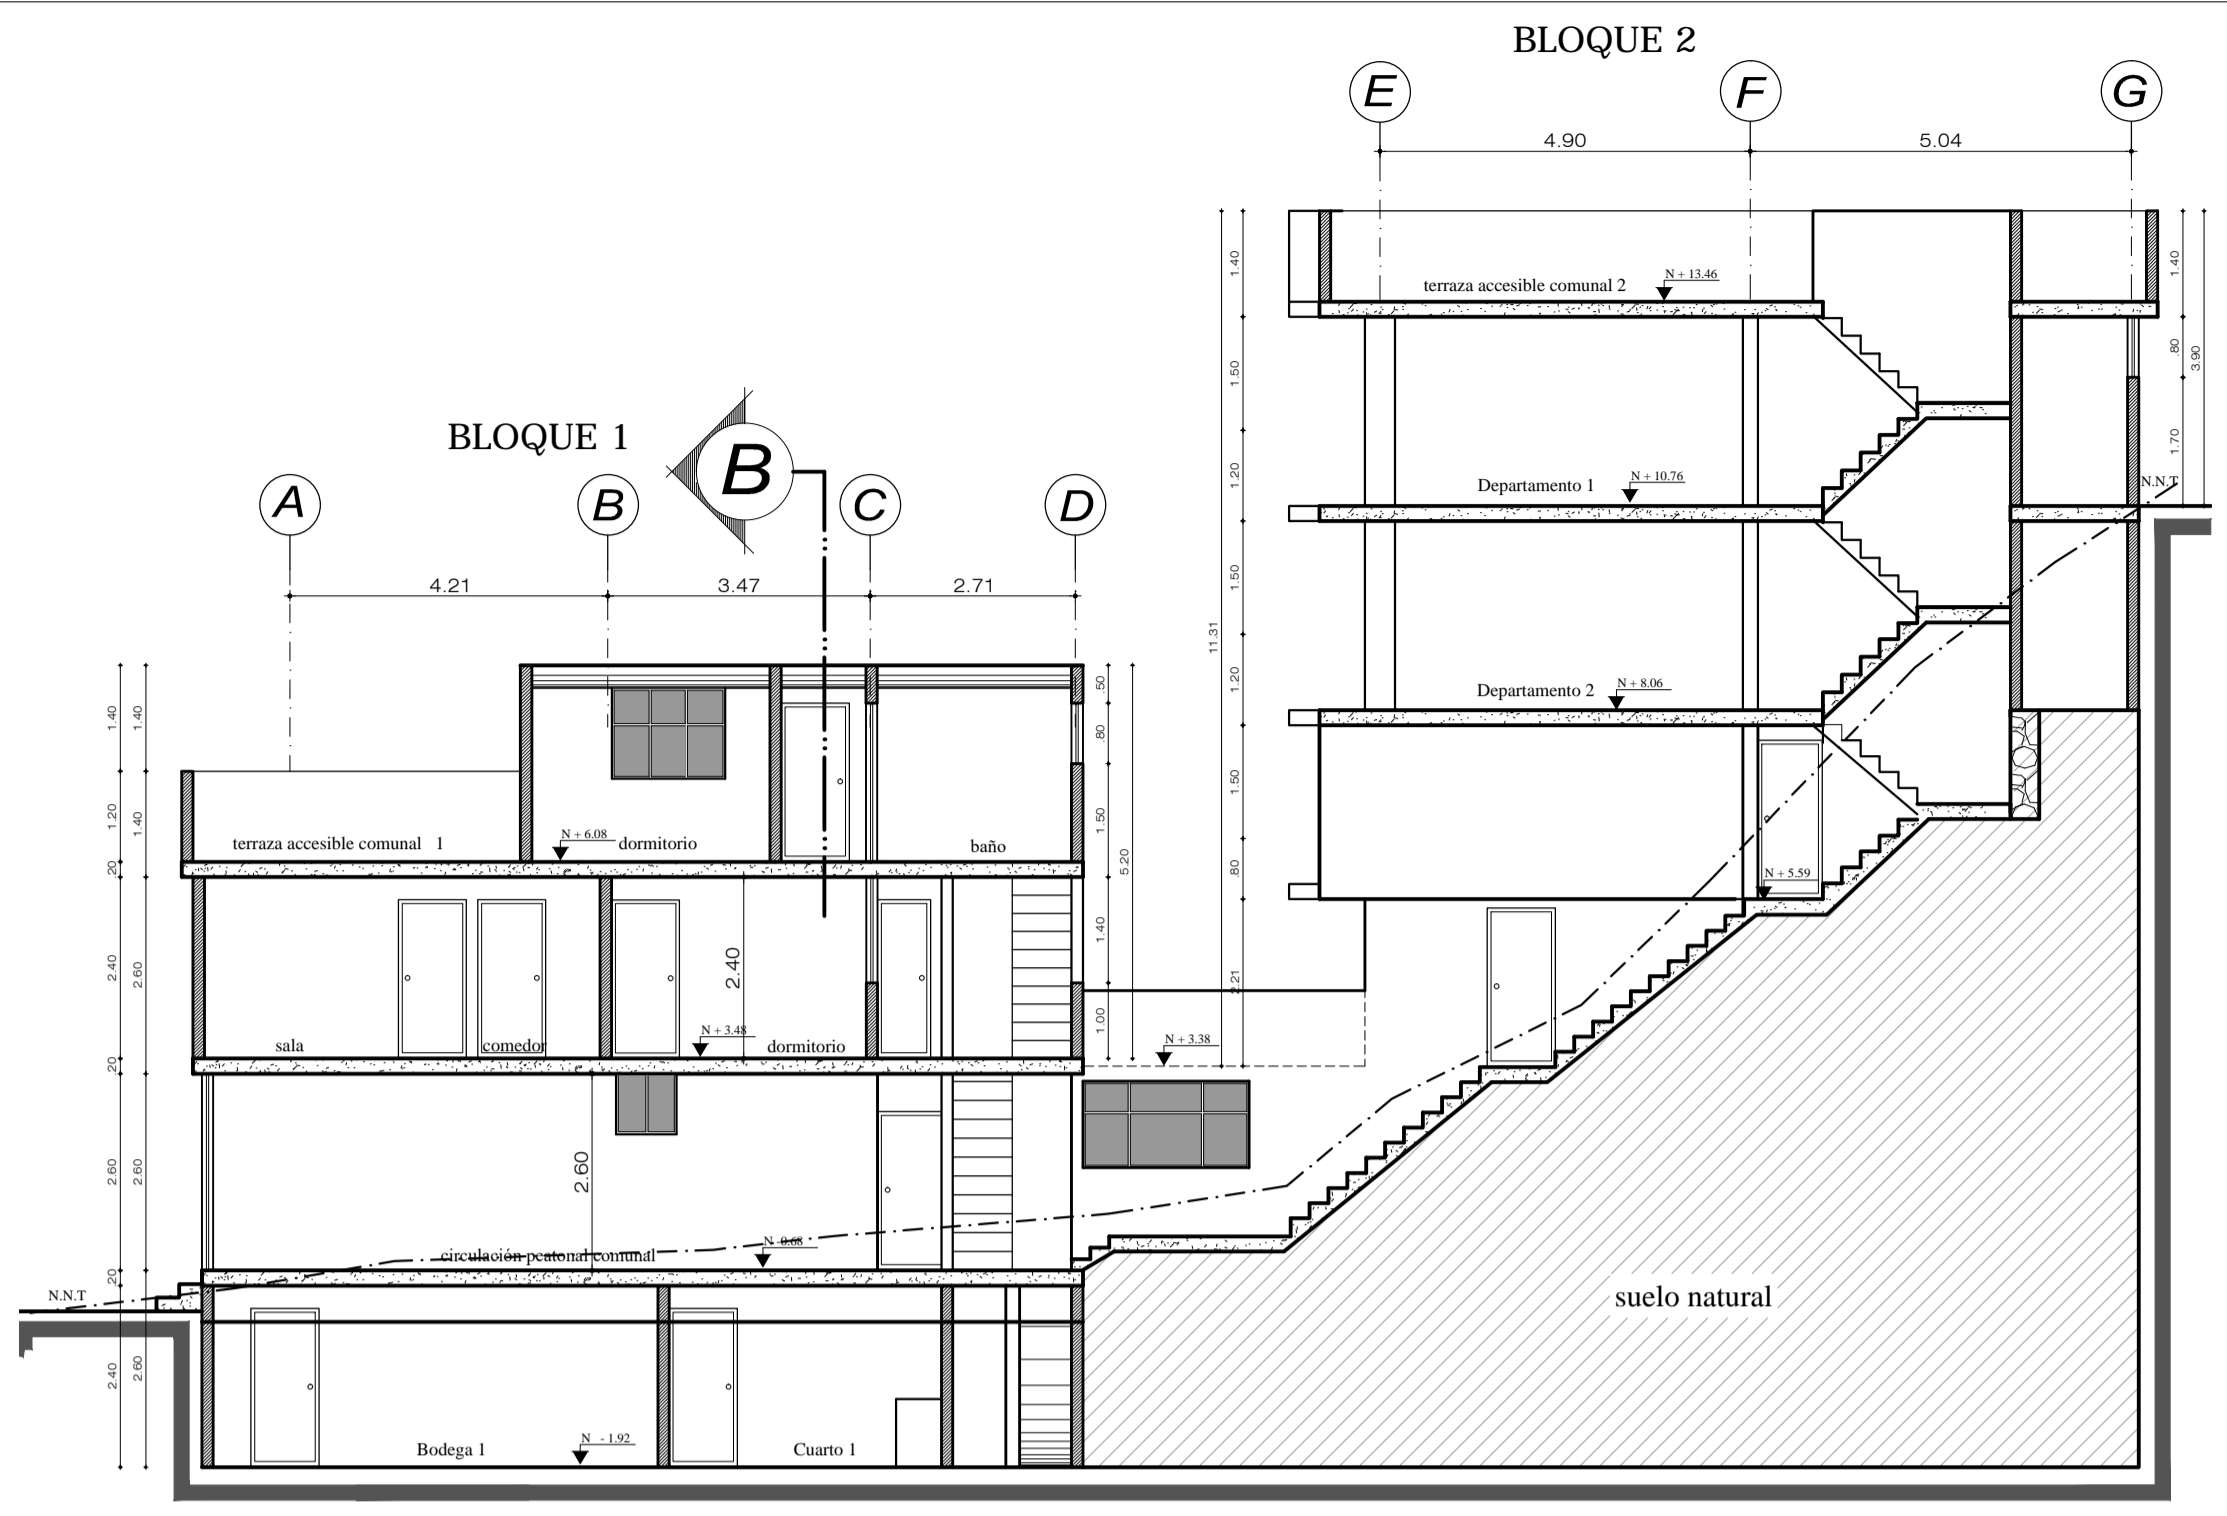 BLOQUE 2
E
F
G
4.90
5.04
1.40
1.40
terraza accesible comunal 2
N + 13.46
1.50
.80
3.90
BLOQUE 1
B
1.70
1.20
Departamento 1
N + 10.76
N.N.T
A
B
C
D
4.21
3.47
2.71
1.50
11.31
1.20
Departamento 2
N + 8.06
1.40
1.40
.50
.80
1.50
1.20
1.40
1.50
5.20
.80
terraza accesible comunal 1
N + 6.08
dormitorio
baño
20
N + 5.59
2.40
2.60
2.40
1.40
2.21
1.00
sala
comedor
N + 3.48
dormitorio
N + 3.38
20
2.60
2.60
2.60
circulación peatonal comunal
N -0.68
20
N.N.T
suelo natural
2.40
2.60
Bodega 1
N - 1.92
Cuarto 1